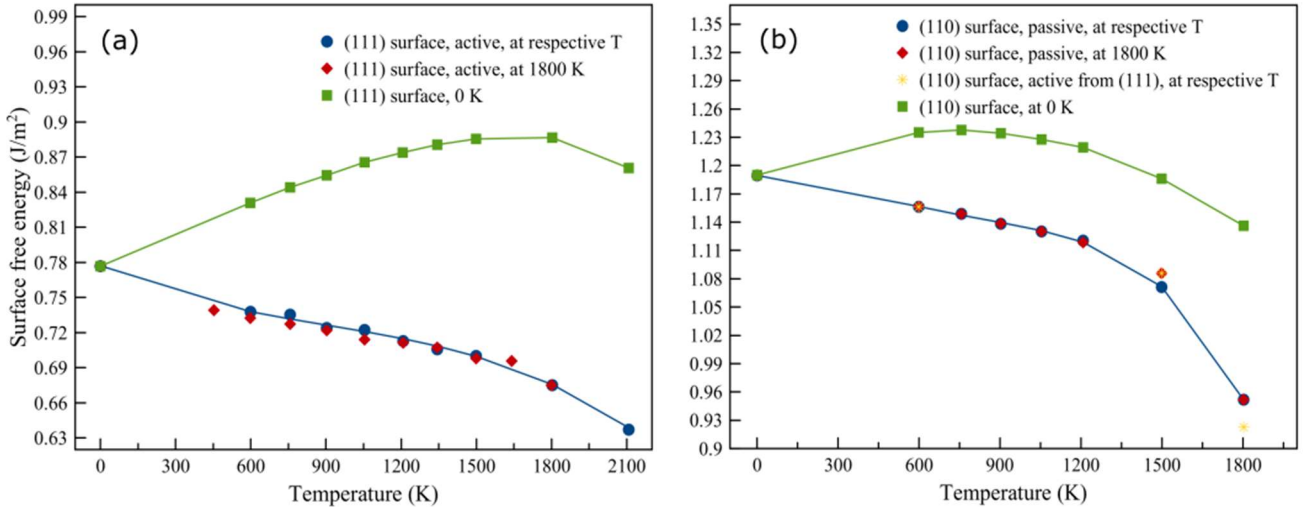 0.99
0.96
0.93
0.9
0.87
0.84
0.81
0.78
0.75
0.72
0.69
0.66
0.63
Surface free energy (J/m²)
(a)
(111) surface, active, at respective T
(111) surface, active, at 1800 K
(111) surface, 0 K
0 300 600 900 1200 1500 1800 2100
Temperature (K)
1.35
1.32
1.29
1.26
1.23
1.2
1.17
1.14
1.11
1.08
1.05
1.02
0.99
0.96
0.93
0.9
(b)
(110) surface, passive, at respective T
(110) surface, passive, at 1800 K
(110) surface, active from (111), at respective T
(110) surface, at 0 K
0 300 600 900 1200 1500 1800
Temperature (K)